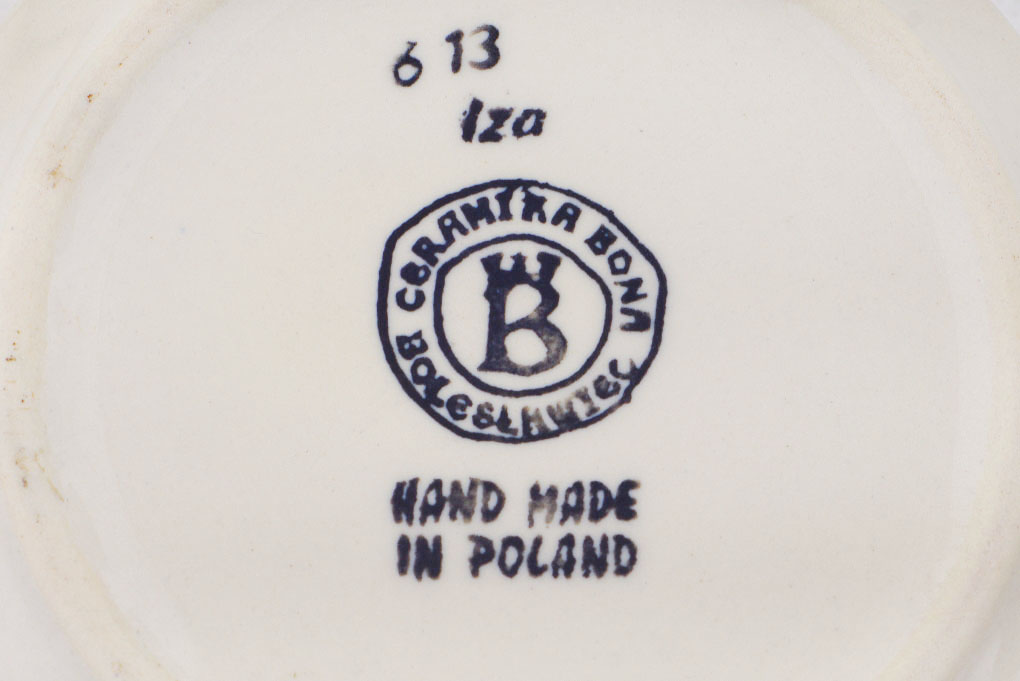 6 13
Iza
CERAMIKA BONA
B
BOLESŁAWIEC
HAND MADE
IN POLAND